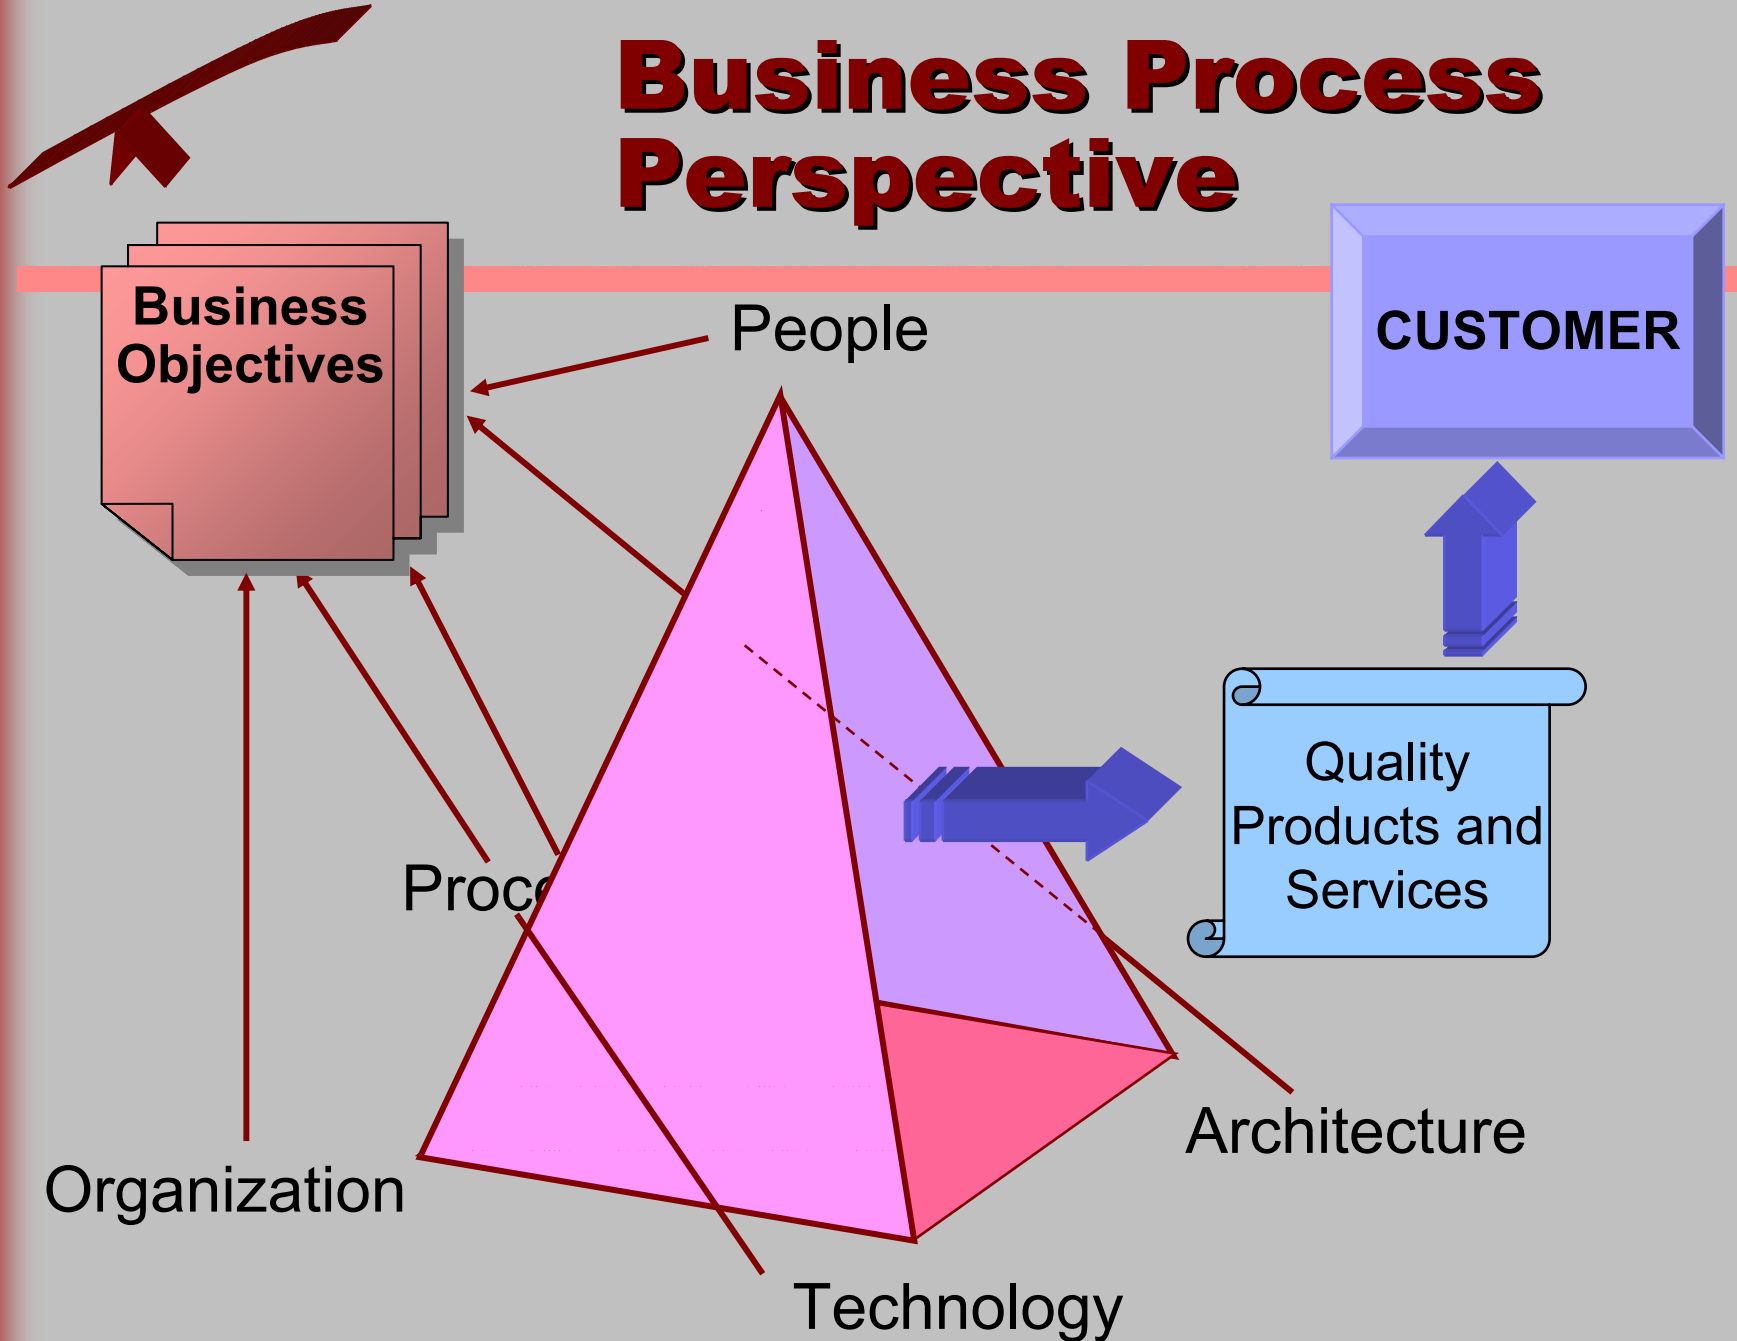 Business Process
Perspective
Business
Objectives
People
CUSTOMER
Quality
Products and
Services
Architecture
Organization
Technology